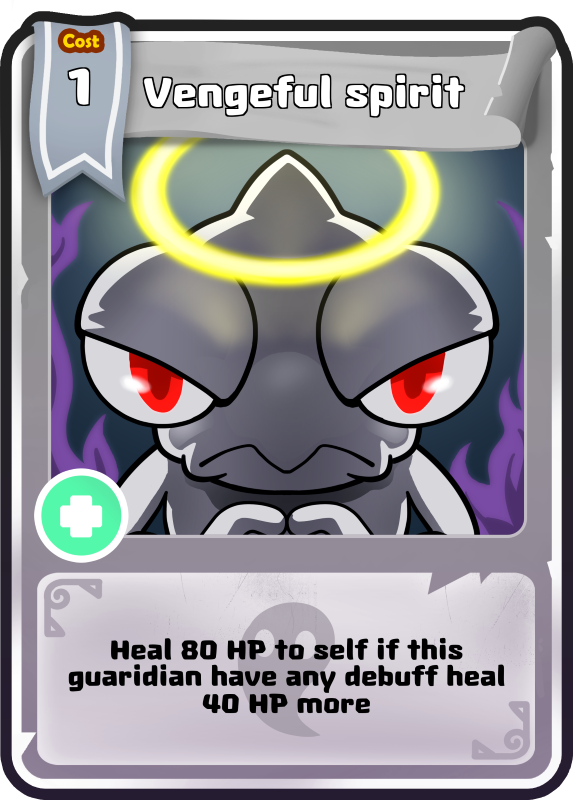 Cost
1
Vengeful spirit
Heal 80 HP to self if this
guaridian have any debuff heal
40 HP more